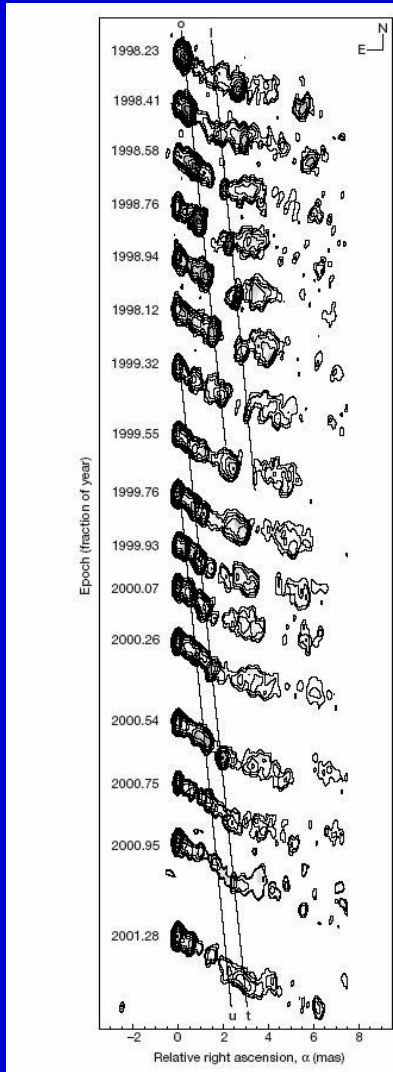 o l
N
E
1998.23
1998.41
1998.58
1998.76
1998.94
1998.12
1999.32
1999.55
1999.76
1999.93
2000.07
2000.26
2000.54
2000.75
2000.95
2001.28
Epoch (fraction of year)
u t
−2 0 2 4 6 8
Relative right ascension, α (mas)